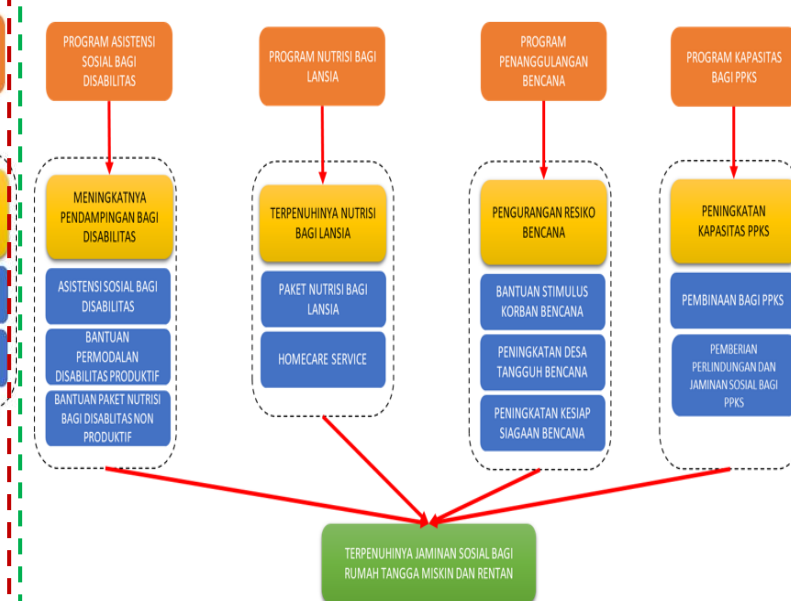 PROGRAM ASISTENSI
SOSIAL BAGI
DISABILITAS
PROGRAM NUTRISI BAGI
LANSIA
PROGRAM
PENANGGULANGAN
BENCANA
PROGRAM KAPASITAS
BAGI PPKS
MENINGKATNYA
PENDAMPINGAN BAGI
DISABILITAS
TERPENUHINYA NUTRISI
BAGI LANSIA
PENGURANGAN RESIKO
BENCANA
PENINGKATAN
KAPASITAS PPKS
ASISTENSI SOSIAL BAGI
DISABILITAS
BANTUAN
PERMODALAN
DISABILITAS PRODUKTIF
BANTUAN PAKET NUTRISI
BAGI DISABLITAS NON
PRODUKTIF
PAKET NUTRISI BAGI
LANSIA
HOMECARE SERVICE
BANTUAN STIMULUS
KORBAN BENCANA
PENINGKATAN DESA
TANGGUH BENCANA
PENINGKATAN KESIAP
SIAGAAN BENCANA
PEMBINAAN BAGI PPKS
PEMBERIAN
PERLINDUNGAN DAN
JAMINAN SOSIAL BAGI
PPKS
TERPENUHINYA JAMINAN SOSIAL BAGI
RUMAH TANGGA MISKIN DAN RENTAN